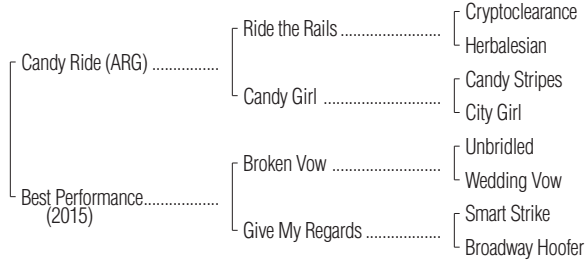 Cryptoclearance
Ride the Rails ......................
Herbalesian
Candy Ride (ARG) ................
Candy Stripes
Candy Girl ..........................
City Girl
Unbridled
Broken Vow ........................
Wedding Vow
Best Performance.................
(2015)
Smart Strike
Give My Regards .................
Broadway Hoofer